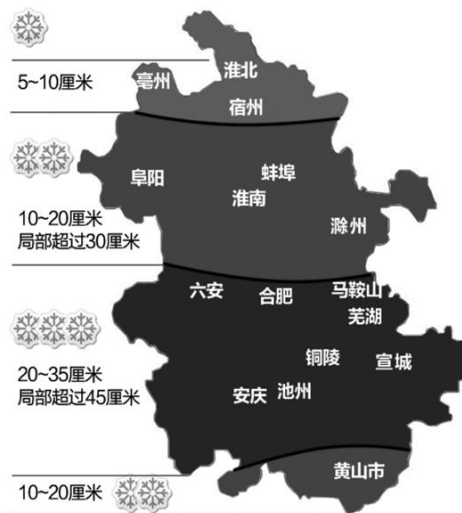 淮北
5~10厘米
亳州
宿州
阜阳
蚌埠
淮南
10~20厘米
局部超过30厘米
滁州
六安
合肥
马鞍山
芜湖
铜陵
宣城
20~35厘米
局部超过45厘米
安庆
池州
黄山市
10~20厘米